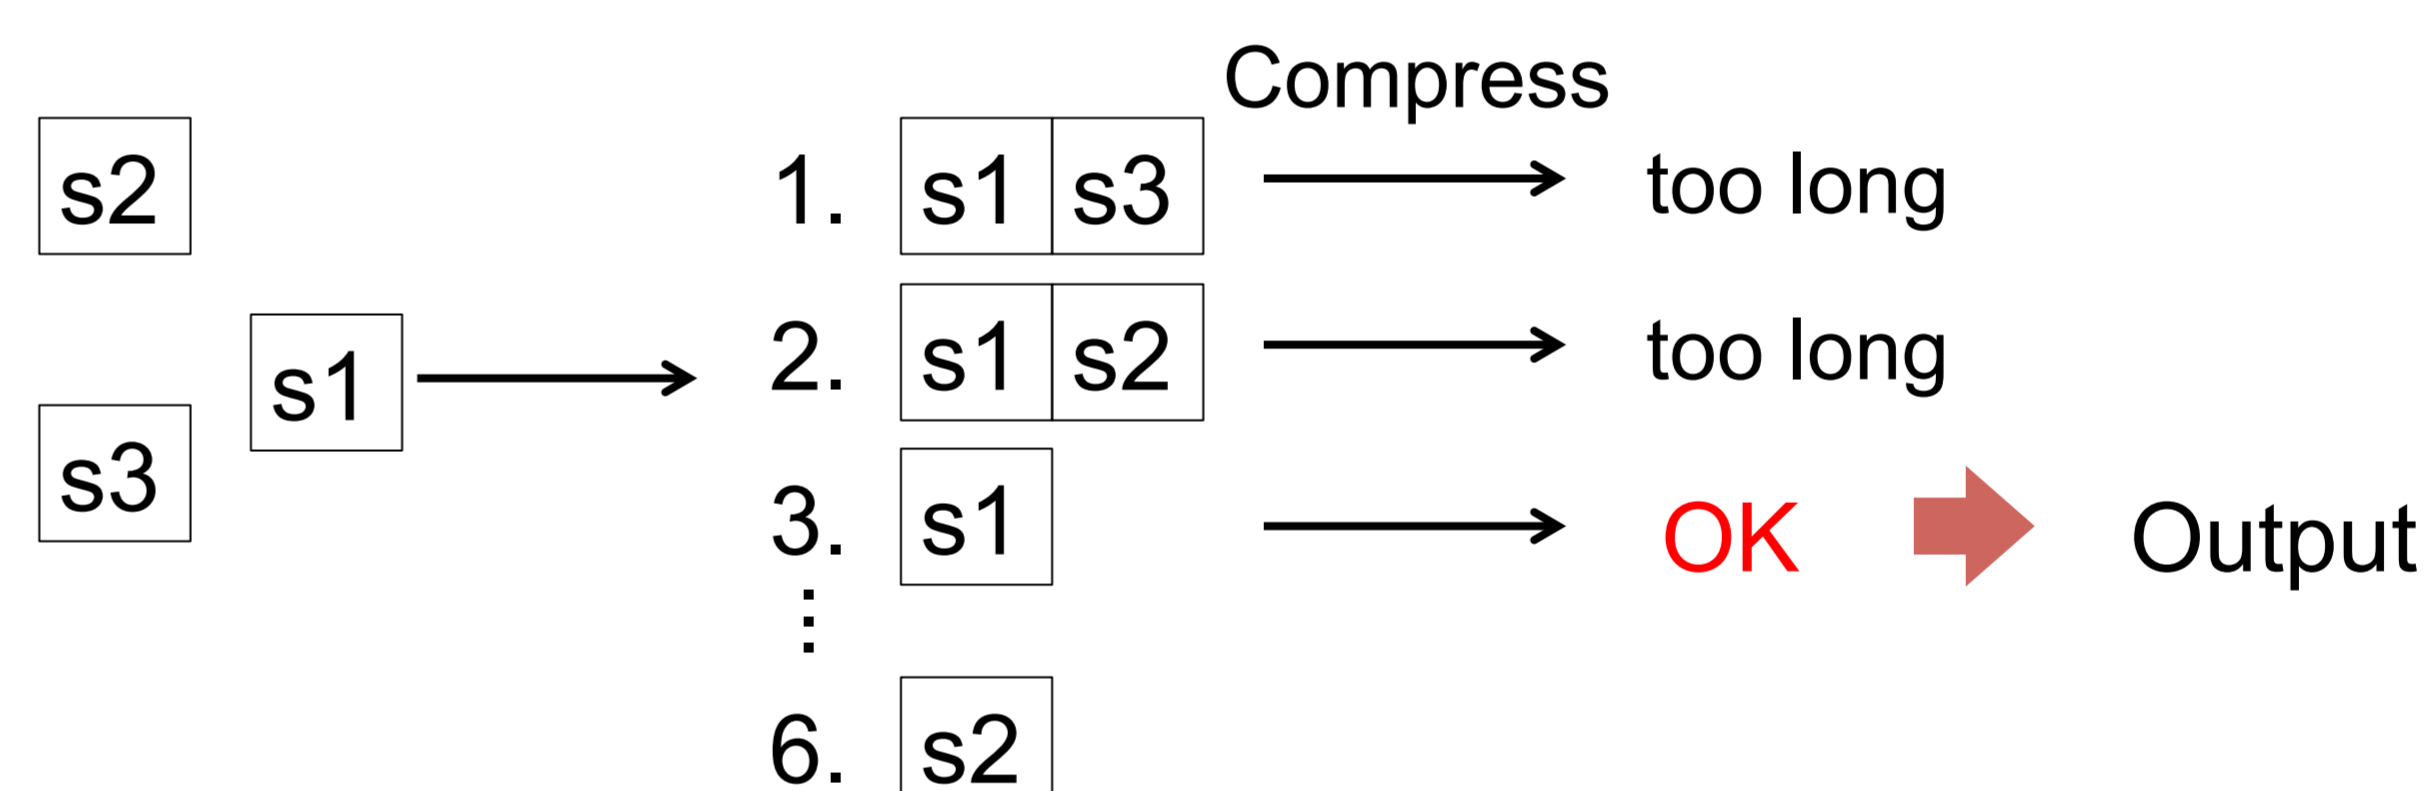 Compress
s2
1. s1 s3 too long
2. s1 s2 too long
s1
s3
3. s1 OK Output
⋮
6. s2